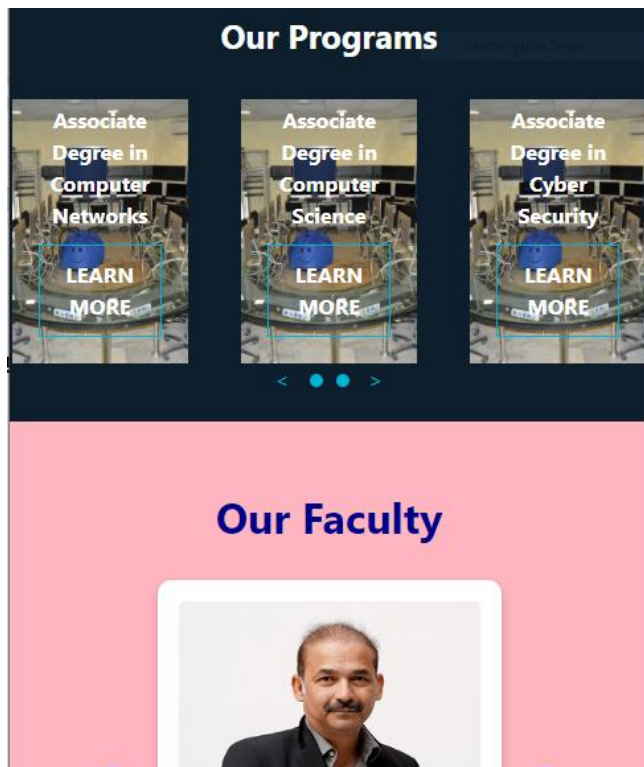 Our Programs
Associate
Degree in
Computer
Networks
LEARN
MORE
Associate
Degree in
Computer
Science
LEARN
MORE
Associate
Degree in
Cyber
Security
LEARN
MORE
< >
Our Faculty